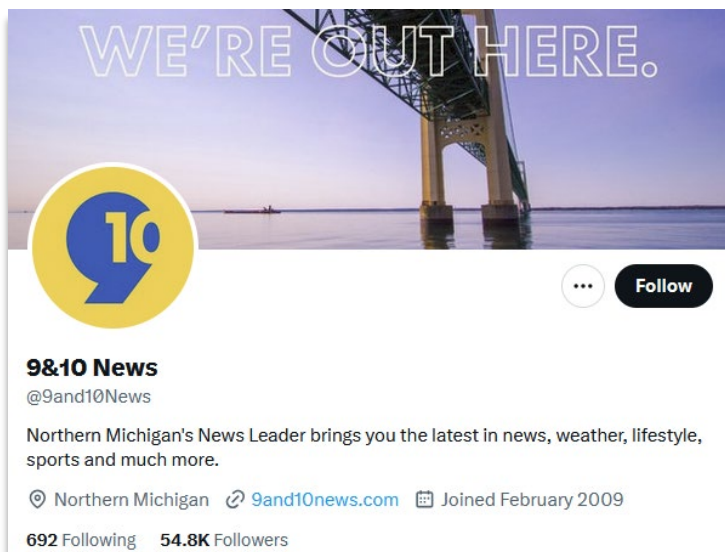 WE'RE OUT HERE.
9 10
9&10 News
@9and10News
Northern Michigan's News Leader brings you the latest in news, weather, lifestyle,
sports and much more.
Northern Michigan 9and10news.com Joined February 2009
692 Following 54.8K Followers
Follow